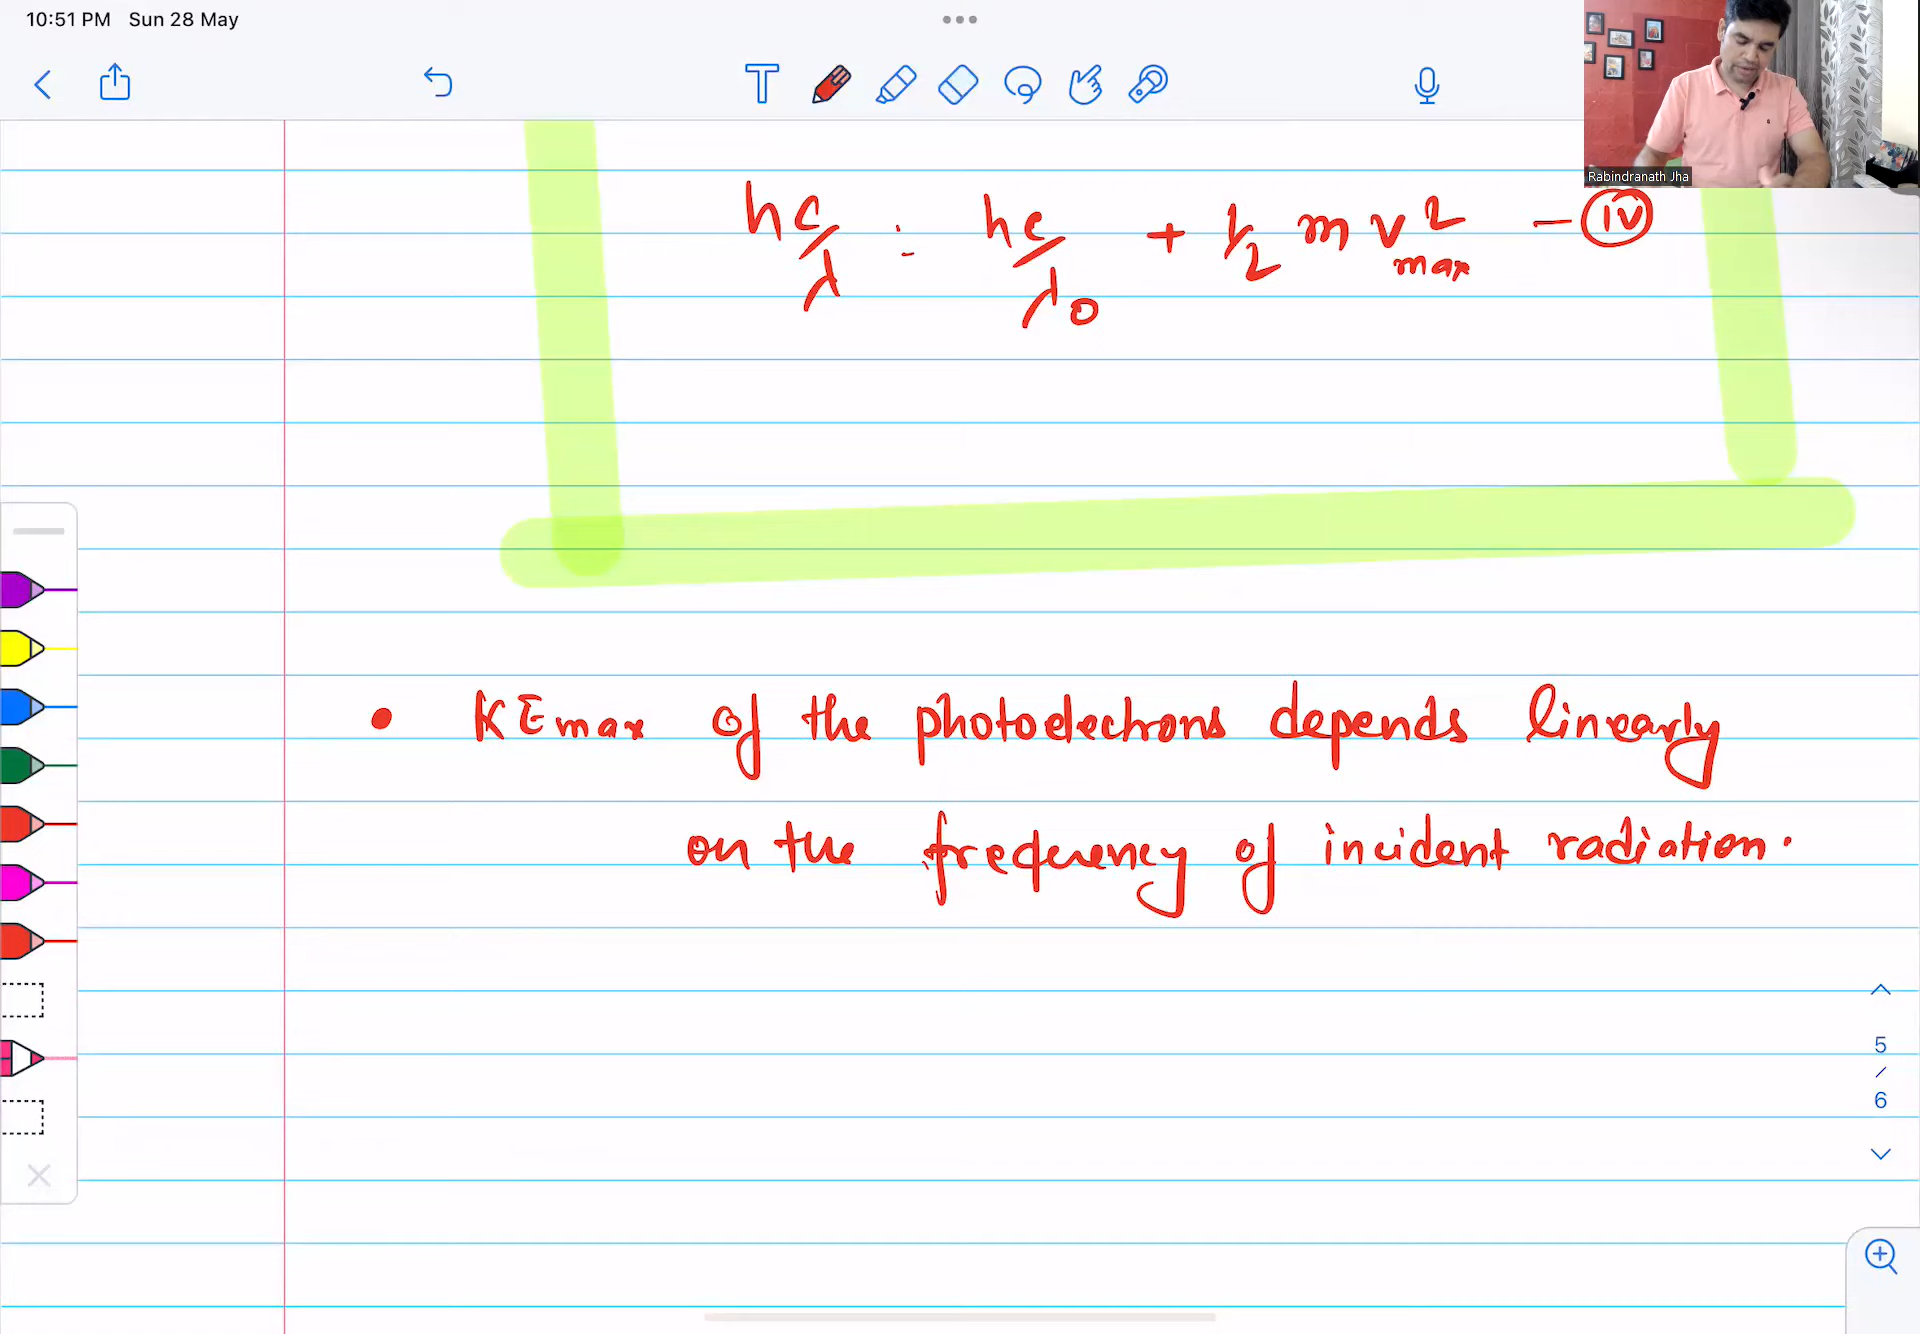 10:51 PM Sun 28 May
Rabindranath Jha
hc/λ = hc/λ0 + 1/2 m v²max — (IV)
• KEmax of the photoelectrons depends linearly
on the frequency of incident radiation.
5
/
6